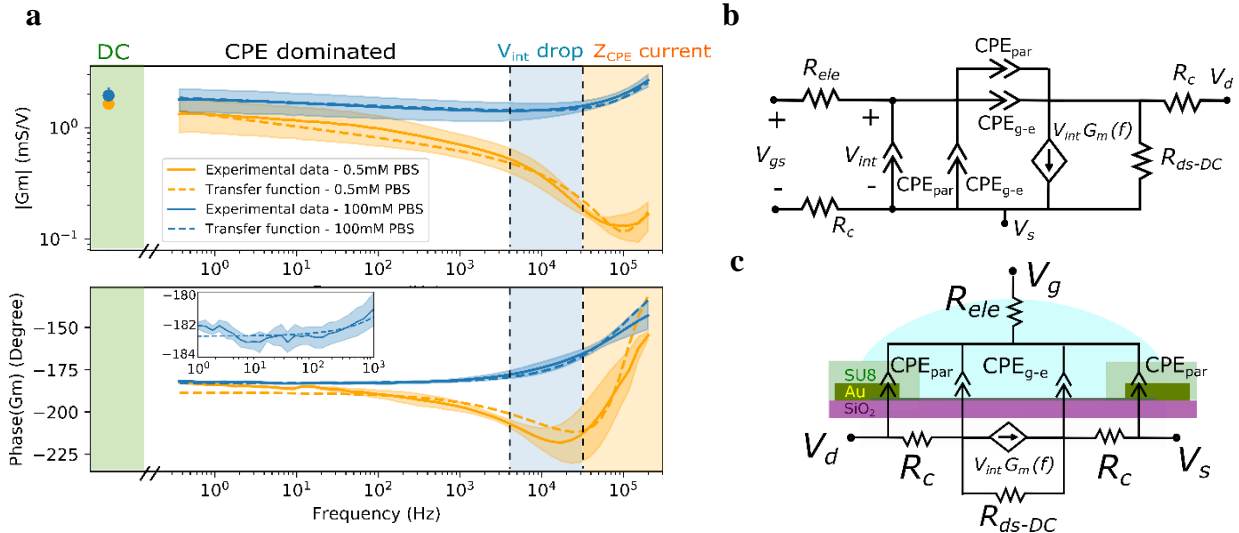 a
DC
CPE dominated
V_int drop
Z_CPE current
|Gm| (mS/V)
10^0
10^-1
Experimental data - 0.5mM PBS
Transfer function - 0.5mM PBS
Experimental data - 100mM PBS
Transfer function - 100mM PBS
10^0 10^1 10^2 10^3 10^4 10^5
Phase(Gm) (Degree)
−150
−175
−200
−225
−180
−182
−184
10^0 10^1 10^2 10^3
10^0 10^1 10^2 10^3 10^4 10^5
Frequency (Hz)
b
CPE_par
R_ele
R_c
V_d
CPE_g-e
+
+
V_gs
V_int
V_int G_m (f)
R_ds-DC
CPE_par
CPE_g-e
-
-
R_c
V_s
c
V_g
R_ele
CPE_par
CPE_g-e
CPE_par
SU8
Au
SiO_2
V_d
R_c
V_int G_m (f)
R_c
V_s
R_ds-DC